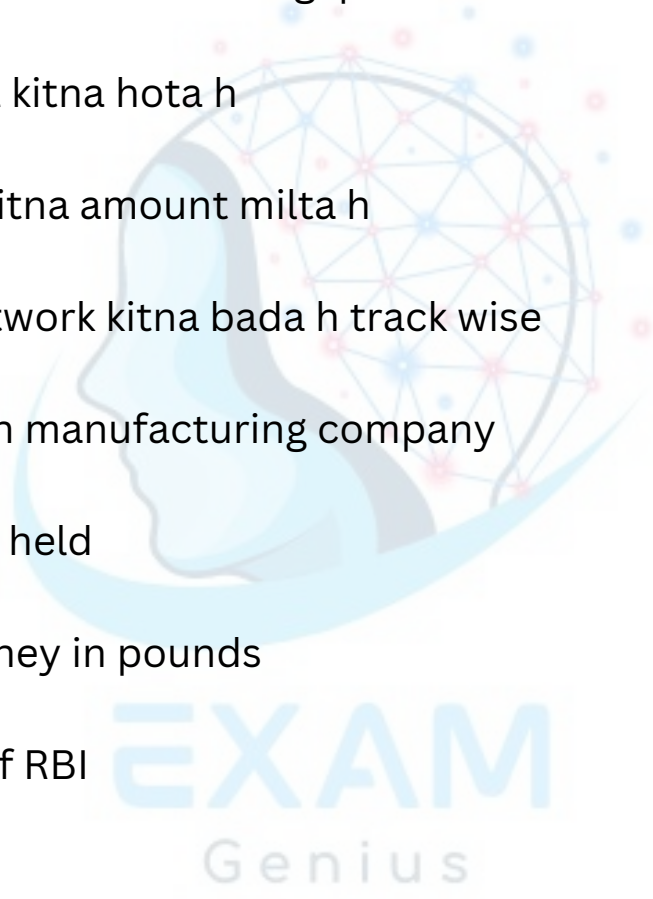 kitna hota h
itna amount milta h
twork kitna bada h track wise
manufacturing company
held
ney in pounds
f RBI
EXAM
Genius